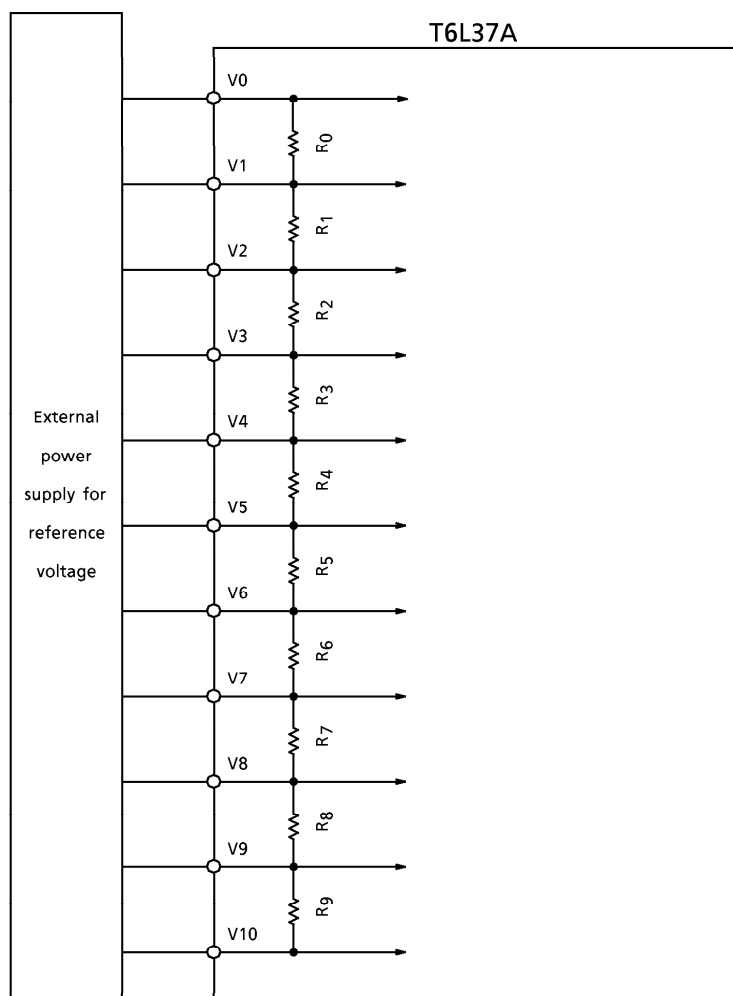 T6L37A
V0
R0
V1
R1
V2
R2
V3
R3
V4
R4
V5
R5
V6
R6
V7
R7
V8
R8
V9
R9
V10
External
power
supply for
reference
voltage